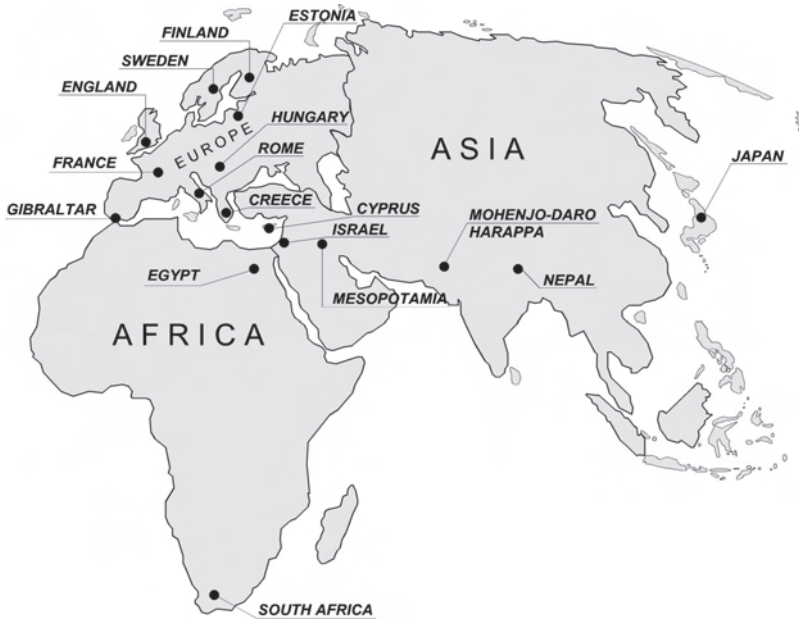 ESTONIA
FINLAND
SWEDEN
ENGLAND
HUNGARY
EUROPE
ROME
ASIA
FRANCE
JAPAN
CREECE
GIBRALTAR
CYPRUS
MOHENJO-DARO
HARAPPA
ISRAEL
EGYPT
NEPAL
MESOPOTAMIA
AFRICA
SOUTH AFRICA